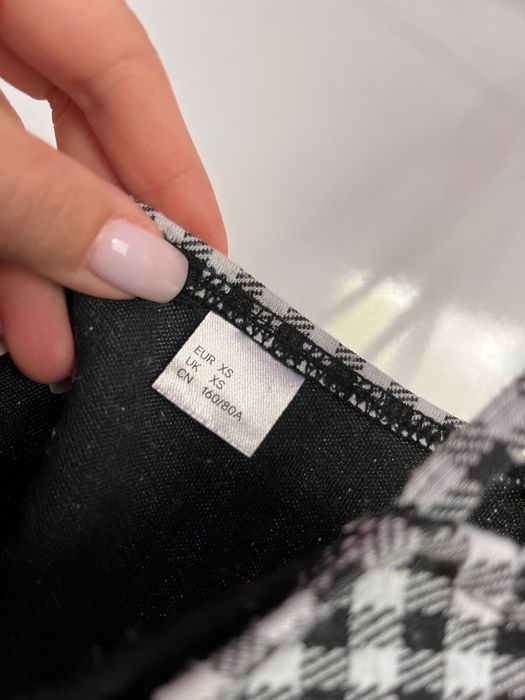 EUR XS
UK XS
CN 160/80A